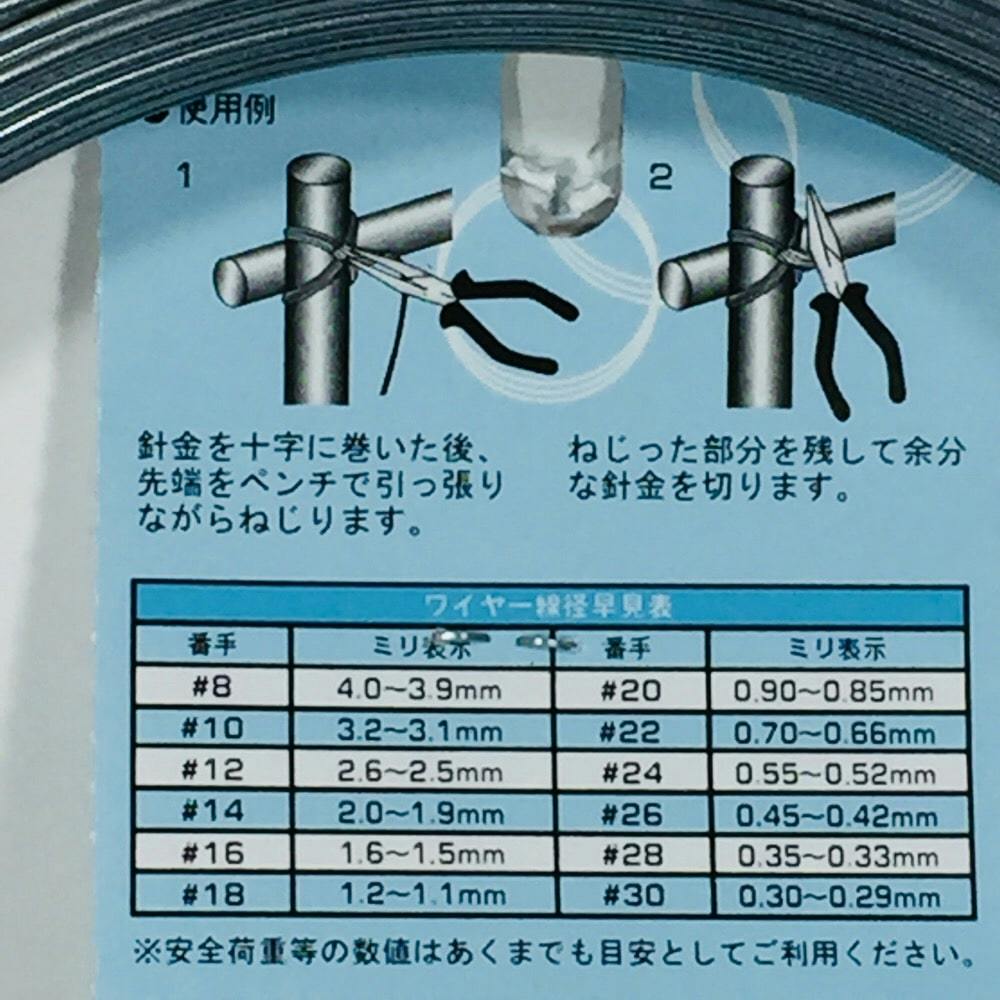 ●使用例
1
2
針金を十字に巻いた後、
先端をペンチで引っ張り
ながらねじります。
ねじった部分を残して余分
な針金を切ります。
ワイヤー線径早見表
番手 ミリ表示 番手 ミリ表示
#8 4.0〜3.9mm #20 0.90〜0.85mm
#10 3.2〜3.1mm #22 0.70〜0.66mm
#12 2.6〜2.5mm #24 0.55〜0.52mm
#14 2.0〜1.9mm #26 0.45〜0.42mm
#16 1.6〜1.5mm #28 0.35〜0.33mm
#18 1.2〜1.1mm #30 0.30〜0.29mm
※安全荷重等の数値はあくまでも目安としてご利用ください。